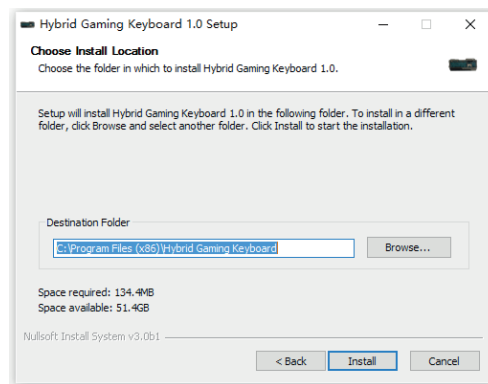 Hybrid Gaming Keyboard 1.0 Setup
Choose Install Location
Choose the folder in which to install Hybrid Gaming Keyboard 1.0.
Setup will install Hybrid Gaming Keyboard 1.0 in the following folder. To install in a different
folder, click Browse and select another folder. Click Install to start the installation.
Destination Folder
C:\Program Files (x86)\Hybrid Gaming Keyboard
Browse...
Space required: 134.4MB
Space available: 51.4GB
Nullsoft Install System v3.0b1
< Back Install Cancel